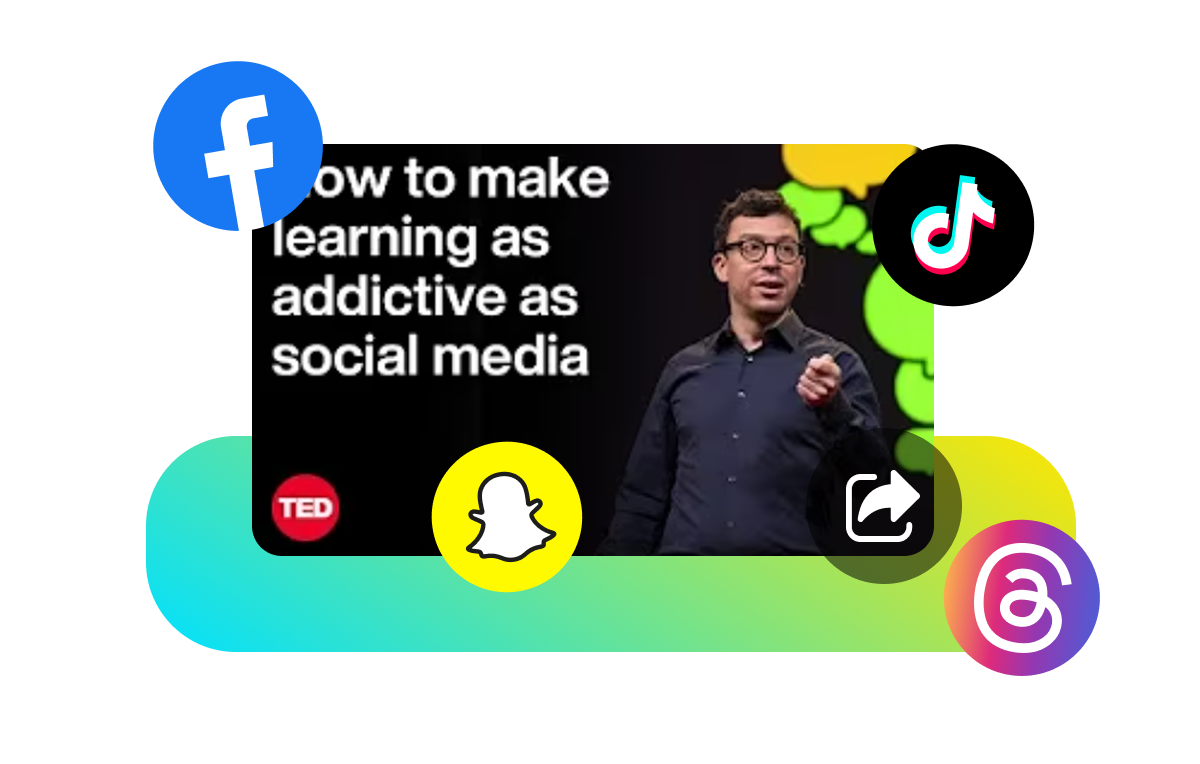 ow to make
learning as
addictive as
social media
TED